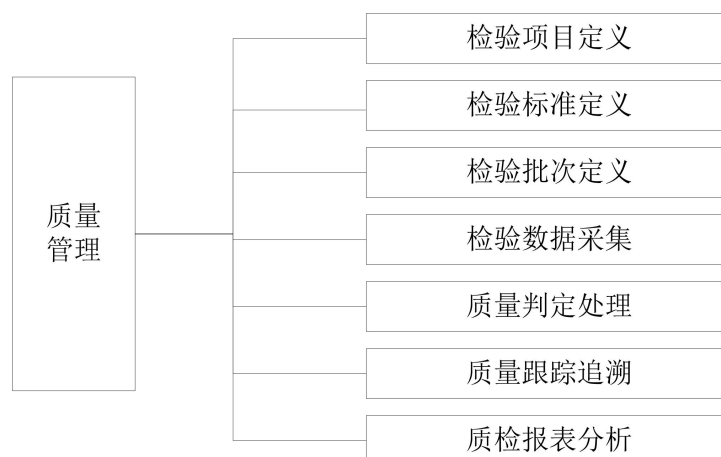 检验项目定义
检验标准定义
检验批次定义
质量
管理
检验数据采集
质量判定处理
质量跟踪追溯
质检报表分析